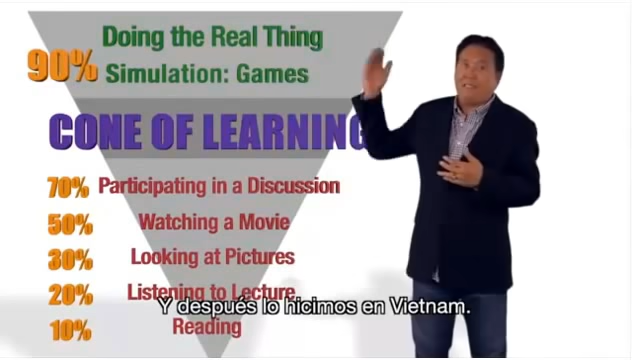 Doing the Real Thing
90% Simulation: Games
CONE OF LEARNING
70% Participating in a Discussion
50% Watching a Movie
30% Looking at Pictures
20% Listening to Lecture
Y después lo hicimos en Vietnam.
10% Reading